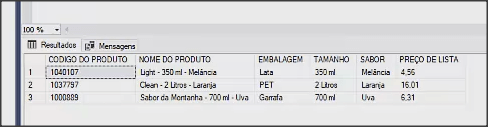 100 %
Resultados Mensagens
CODIGO DO PRODUTO NOME DO PRODUTO EMBALAGEM TAMANHO SABOR PREÇO DE LISTA
1 1040107 Light - 350 ml - Melância Lata 350 ml Melância 4,56
2 1037797 Clean - 2 Litros - Laranja PET 2 Litros Laranja 16,01
3 1000889 Sabor da Montanha - 700 ml - Uva Garrafa 700 ml Uva 6,31